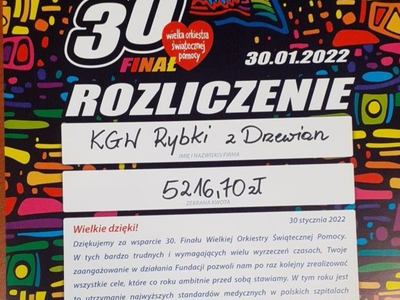 30
wielka orkiestra
świątecznej
pomocy
FINAŁ
30.01.2022
ROZLICZENIE
KGW Rybki z Drzewian
IMIĘ I NAZWISKO/FIRMA
5216,70 zł
ZEBRANA KWOTA
Wielkie dzięki!
30 stycznia 2022
Dziękujemy za wsparcie 30. Finału Wielkiej Orkiestry Świątecznej Pomocy.
W tych bardzo trudnych i wymagających wielu wyrzeczeń czasach, Twoje
zaangażowanie w działania Fundacji pozwoli nam po raz kolejny zrealizować
wszystkie cele, które co roku ambitnie przed sobą stawiamy. W tym roku jest
to utrzymanie najwyższych standardów medycznych w polskich szpitalach